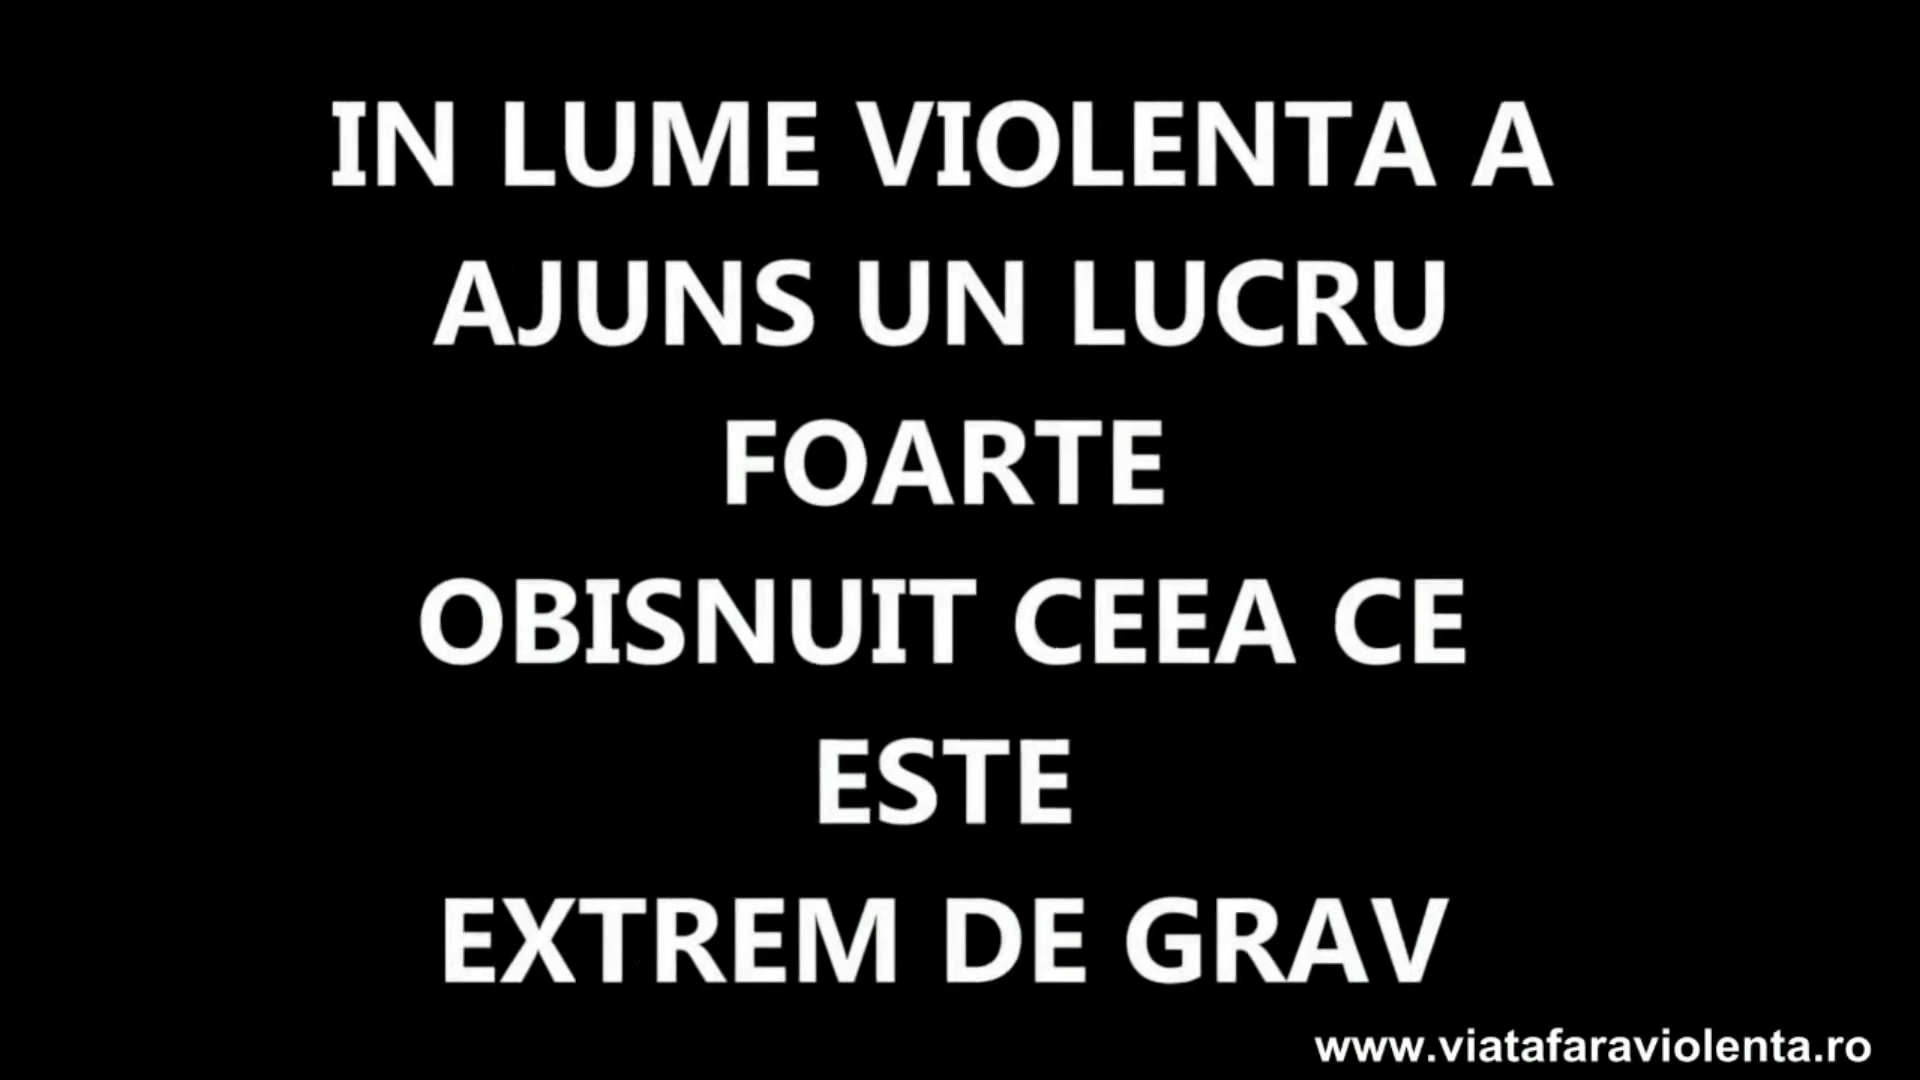 IN LUME VIOLENTA A
AJUNS UN LUCRU
FOARTE
OBISNUIT CEEA CE
ESTE
EXTREM DE GRAV
www.viatafaraviolenta.ro